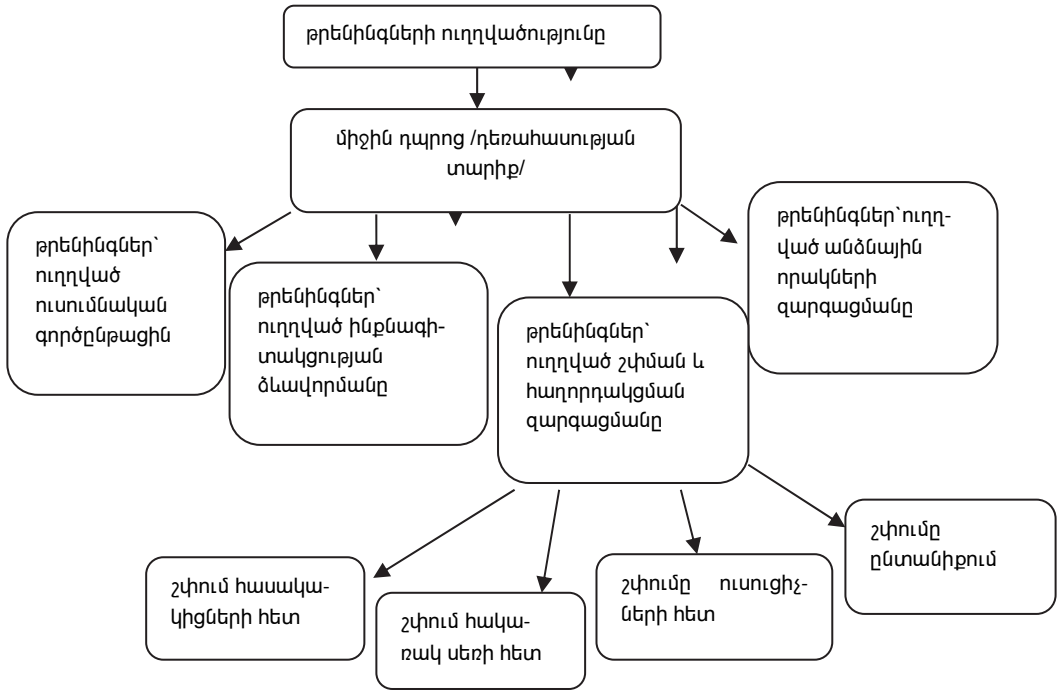 թրենինգների ուղղվածությունը
միջին դպրոց /դեռահասության
տարիք/
թրենինգներ՝
ուղղված
ուսումնական
գործընթացին
թրենինգներ՝
ուղղված ինքնագի-
տակցության
ձևավորմանը
թրենինգներ՝
ուղղված շփման և
հաղորդակցման
զարգացմանը
թրենինգներ՝ուղղ-
ված անձնային
որակների
զարգացմանը
շփում հասակա-
կիցների հետ
շփում հակա-
ռակ սեռի հետ
շփումը ուսուցիչ-
ների հետ
շփումը
ընտանիքում